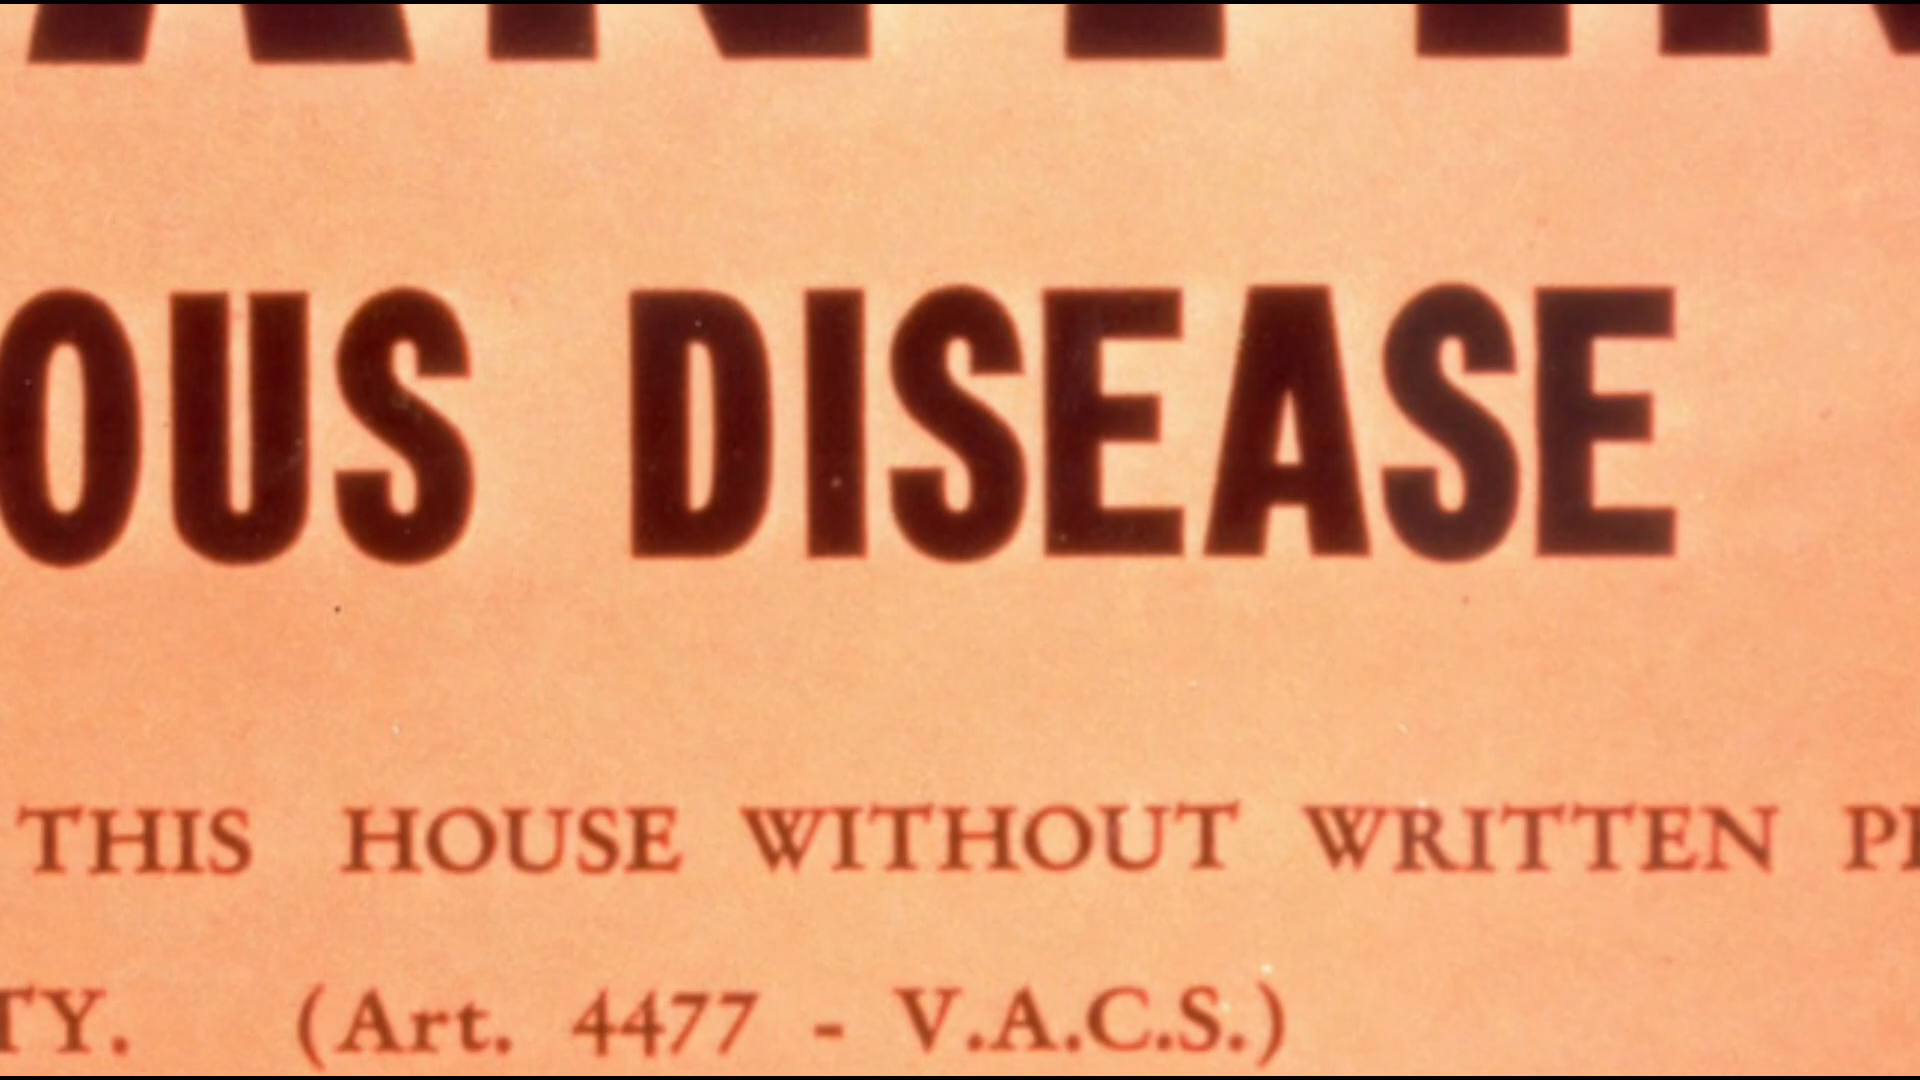 OUS DISEASE
THIS HOUSE WITHOUT WRITTEN
TY. (Art. 4477 - V.A.C.S.)